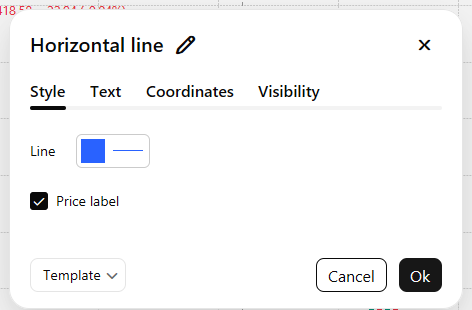 Horizontal line
Style Text Coordinates Visibility
Line
Price label
Template Cancel Ok